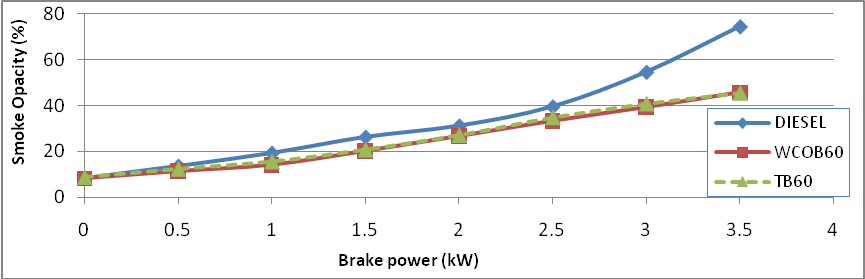 Smoke Opacity (%)
80
60
40
20
0
0 0.5 1 1.5 2 2.5 3 3.5 4
Brake power (kW)
DIESEL
WCOB60
TB60